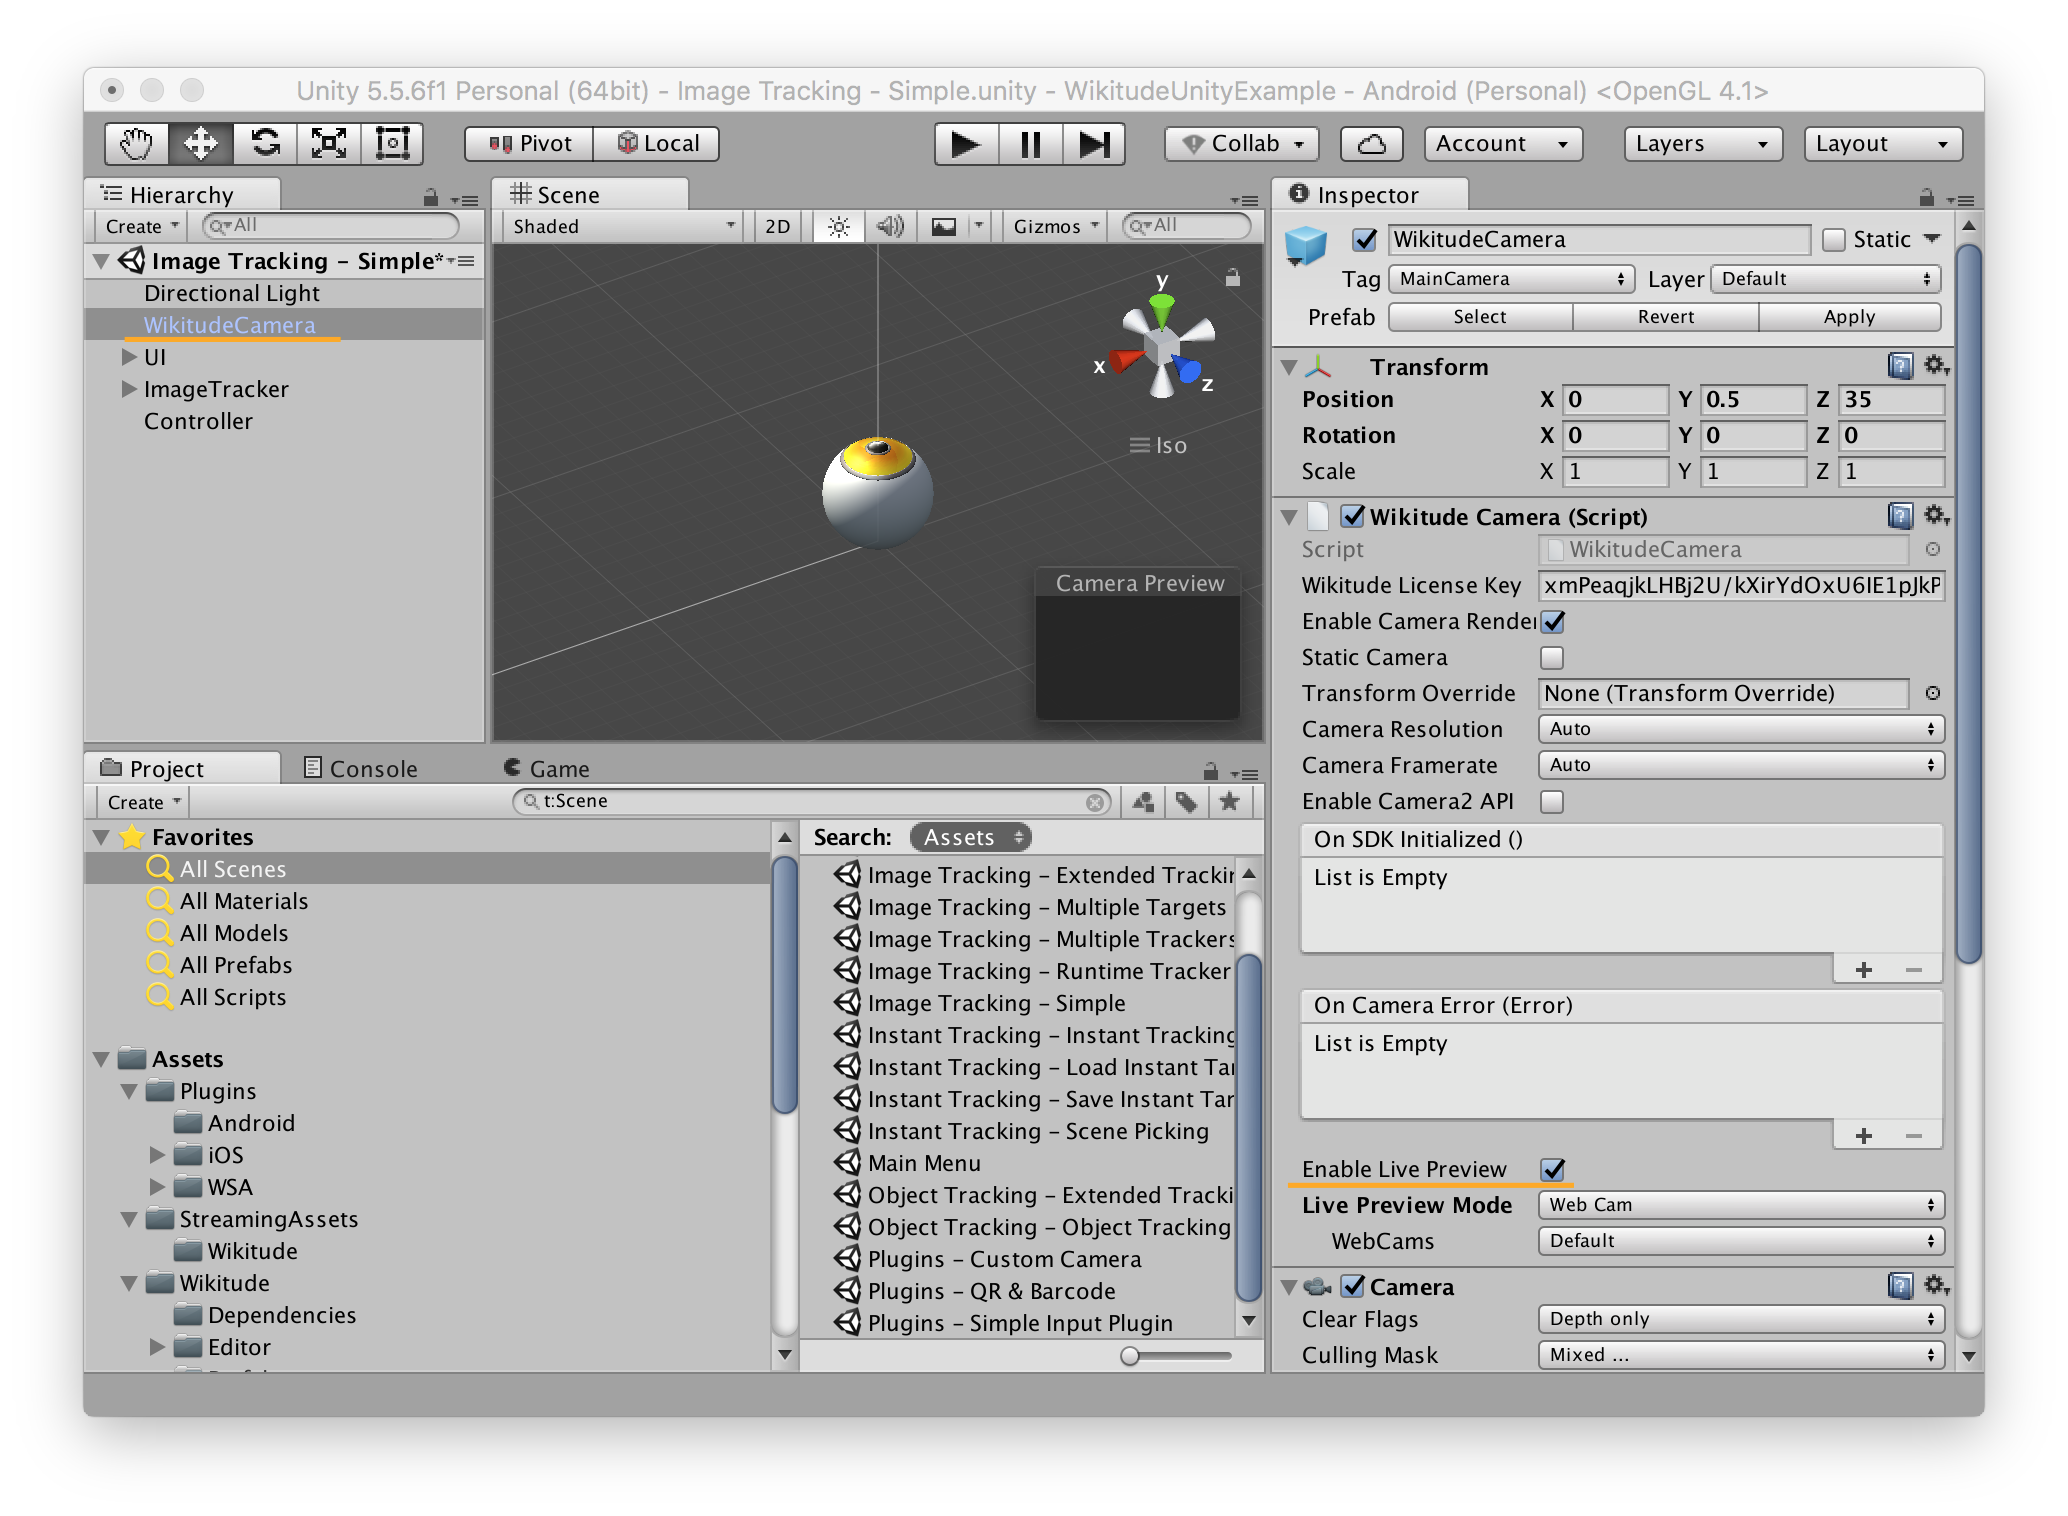 Unity 5.5.6f1 Personal (64bit) - Image Tracking - Simple.unity - WikitudeUnityExample - Android (Personal) <OpenGL 4.1>
Pivot Local Collab Account Layers Layout
Hierarchy
Create All
Image Tracking - Simple*
Directional Light
WikitudeCamera
UI
ImageTracker
Controller
Scene
Shaded 2D Gizmos All
y
x
z
Iso
Camera Preview
Project Console Game
Create t:Scene
Favorites
All Scenes
All Materials
All Models
All Prefabs
All Scripts
Assets
Plugins
Android
iOS
WSA
StreamingAssets
Wikitude
Wikitude
Dependencies
Editor
Search: Assets
Image Tracking - Extended Trackin
Image Tracking - Multiple Targets
Image Tracking - Multiple Trackers
Image Tracking - Runtime Tracker
Image Tracking - Simple
Instant Tracking - Instant Tracking
Instant Tracking - Load Instant Tar
Instant Tracking - Save Instant Tar
Instant Tracking - Scene Picking
Main Menu
Object Tracking - Extended Tracki
Object Tracking - Object Tracking
Plugins - Custom Camera
Plugins - QR & Barcode
Plugins - Simple Input Plugin
Inspector
WikitudeCamera Static
Tag MainCamera Layer Default
Prefab Select Revert Apply
Transform
Position X 0 Y 0.5 Z 35
Rotation X 0 Y 0 Z 0
Scale X 1 Y 1 Z 1
Wikitude Camera (Script)
Script WikitudeCamera
Wikitude License Key xmPeaqjkLHBj2U/kXirYdOxU6IE1pJkP
Enable Camera Render
Static Camera
Transform Override None (Transform Override)
Camera Resolution Auto
Camera Framerate Auto
Enable Camera2 API
On SDK Initialized ()
List is Empty
On Camera Error (Error)
List is Empty
Enable Live Preview
Live Preview Mode Web Cam
WebCams Default
Camera
Clear Flags Depth only
Culling Mask Mixed ...